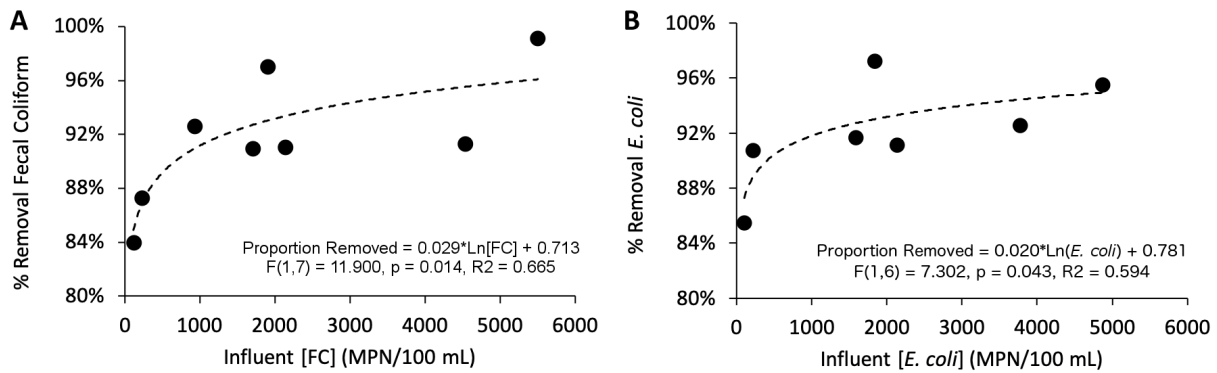 A
% Removal Fecal Coliform
100%
96%
92%
88%
84%
80%
Proportion Removed = 0.029*Ln[FC] + 0.713
F(1,7) = 11.900, p = 0.014, R2 = 0.665
0 1000 2000 3000 4000 5000 6000
Influent [FC] (MPN/100 mL)
B
% Removal E. coli
100%
96%
92%
88%
84%
80%
Proportion Removed = 0.020*Ln(E. coli) + 0.781
F(1,6) = 7.302, p = 0.043, R2 = 0.594
0 1000 2000 3000 4000 5000 6000
Influent [E. coli] (MPN/100 mL)